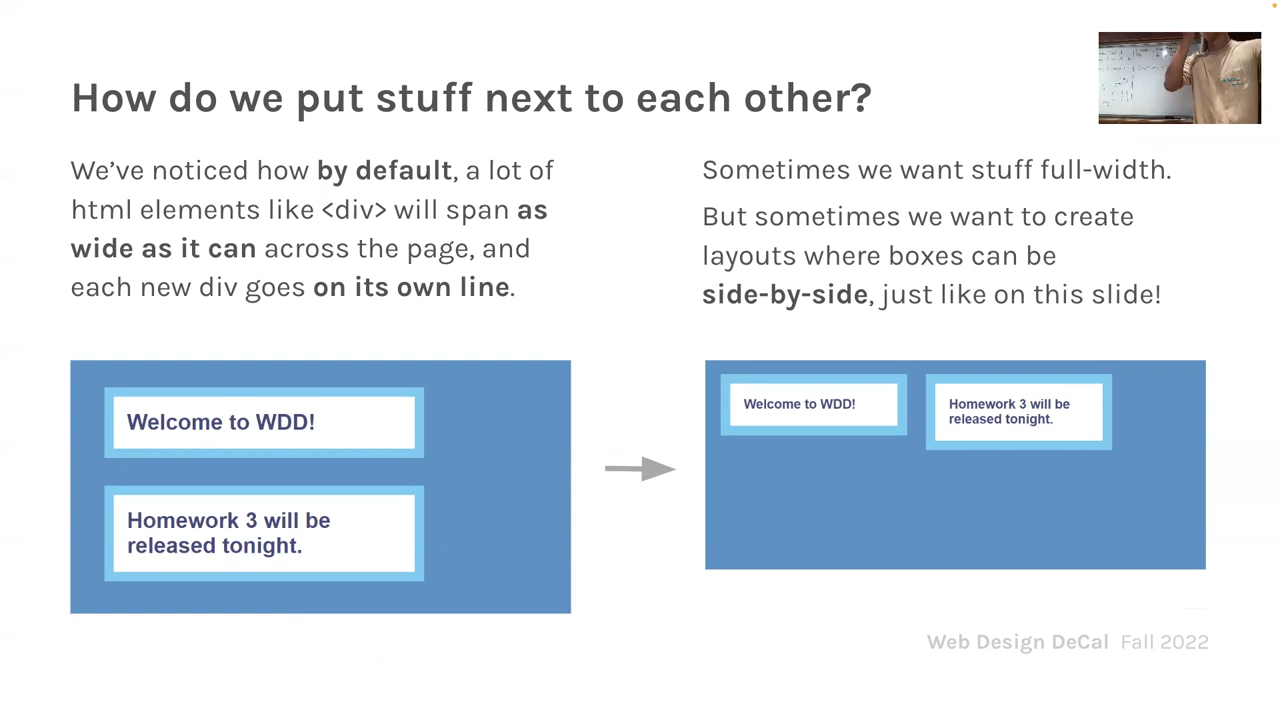 How do we put stuff next to each other?
We’ve noticed how by default, a lot of
html elements like <div> will span as
wide as it can across the page, and
each new div goes on its own line.
Sometimes we want stuff full-width.
But sometimes we want to create
layouts where boxes can be
side-by-side, just like on this slide!
Welcome to WDD!
Homework 3 will be
released tonight.
Welcome to WDD!
Homework 3 will be
released tonight.
Web Design DeCal Fall 2022